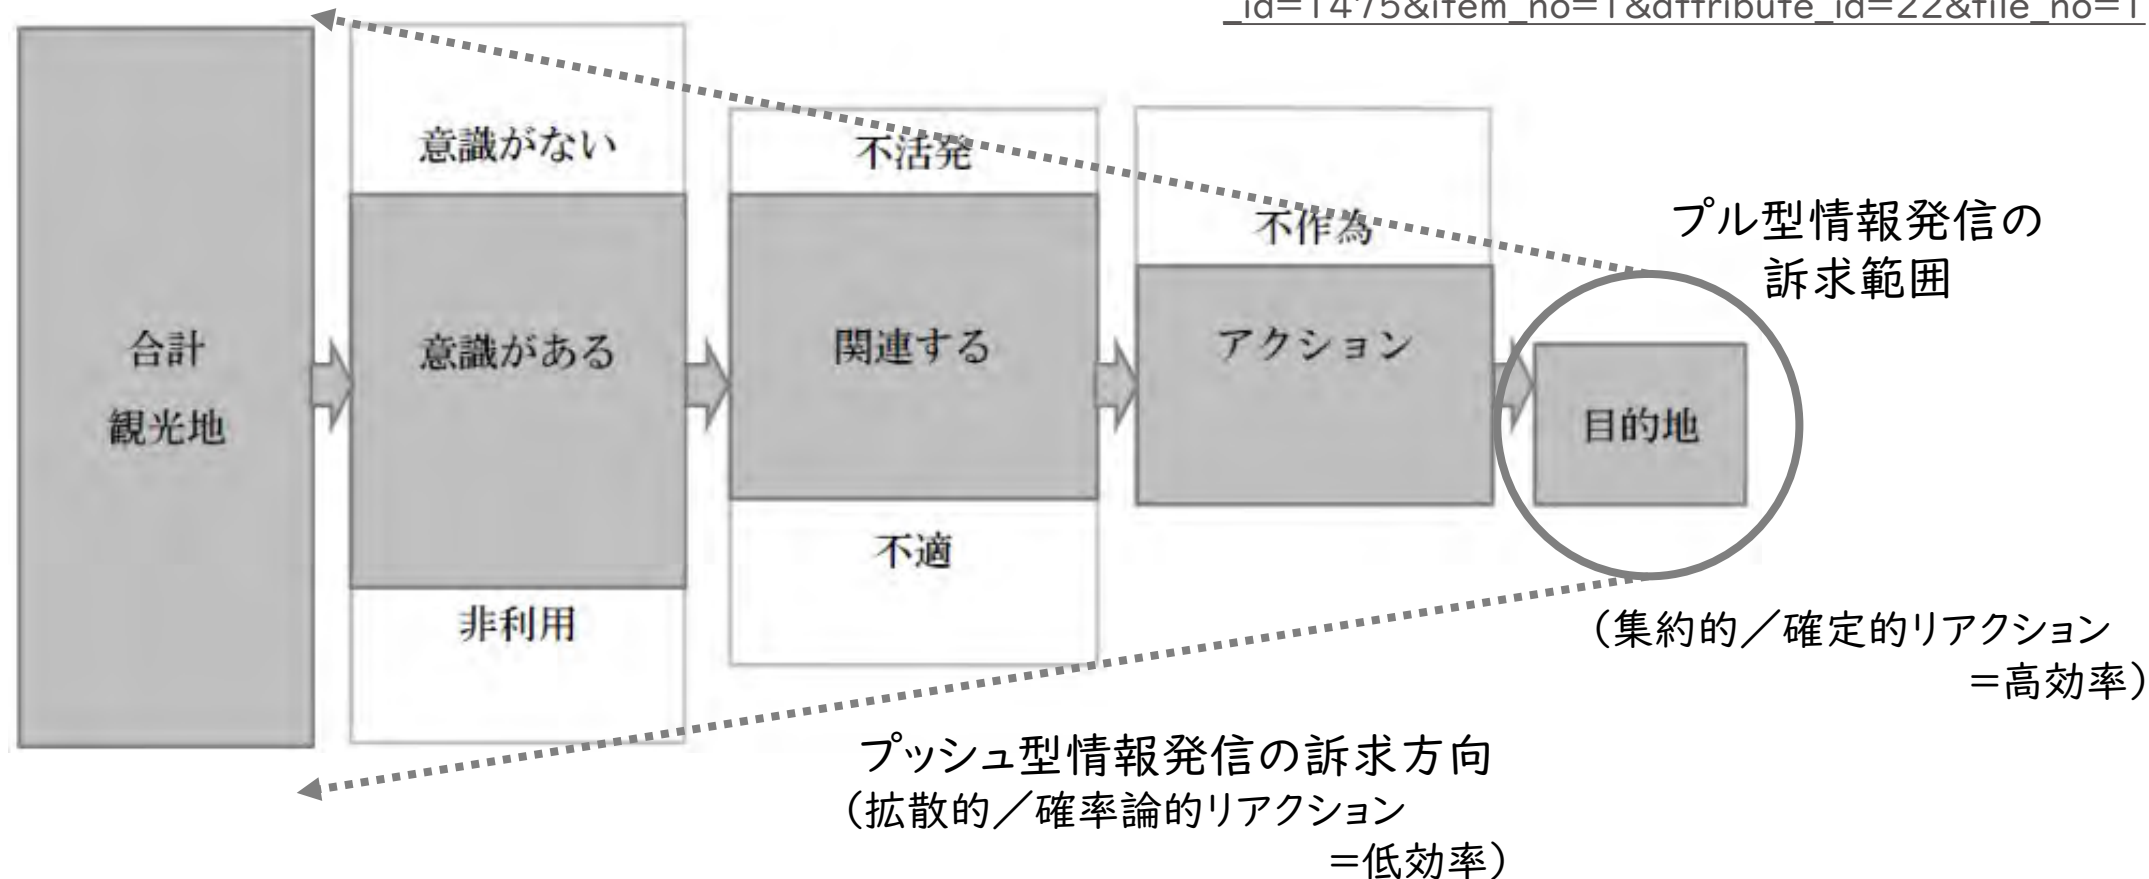 _id=1475&item_no=1&attribute_id=22&file_no=1
合計
観光地
意識がない
意識がある
非利用
不活発
関連する
不適
不作為
アクション
目的地
プル型情報発信の
訴求範囲
（集約的／確定的リアクション
＝高効率）
プッシュ型情報発信の訴求方向
（拡散的／確率論的リアクション
＝低効率）